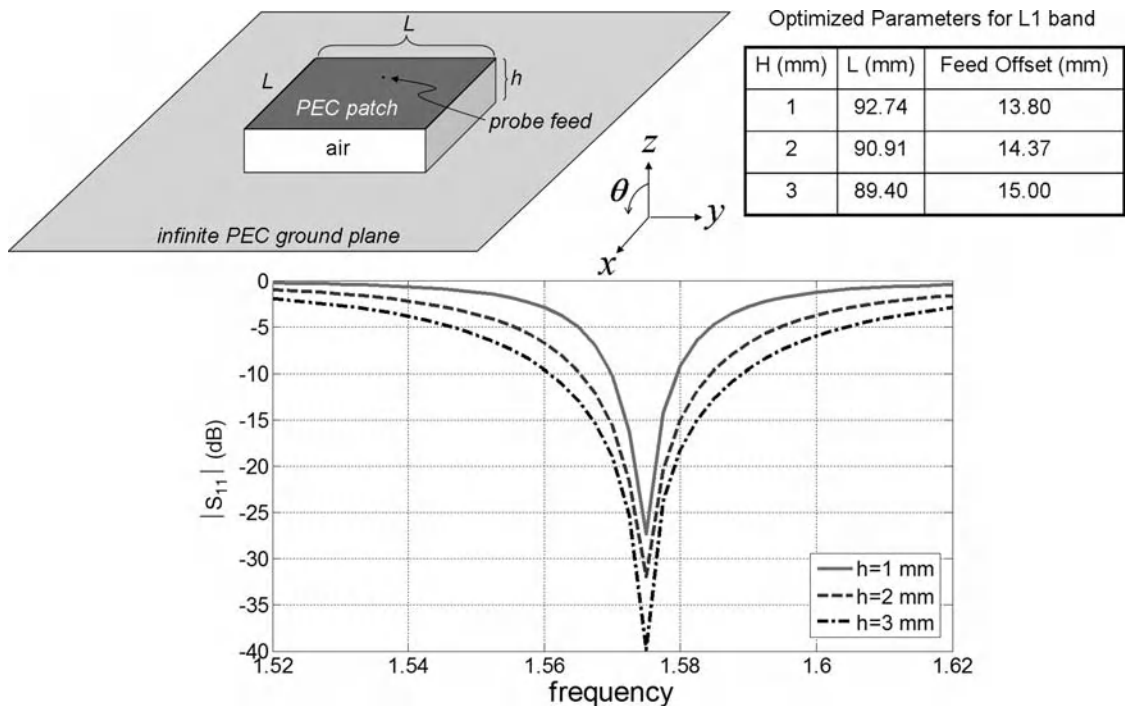 L
L
h
PEC patch
probe feed
air
infinite PEC ground plane
z
θ
y
x
Optimized Parameters for L1 band
H (mm) L (mm) Feed Offset (mm)
1 92.74 13.80
2 90.91 14.37
3 89.40 15.00
0
-5
-10
-15
-20
-25
-30
-35
-40
|S11| (dB)
h=1 mm
h=2 mm
h=3 mm
1.52 1.54 1.56 1.58 1.6 1.62
frequency